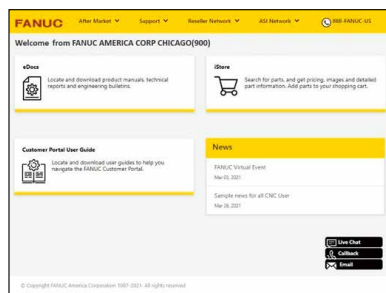 FANUC
After Market Support Reseller Network ASI Network 888-FANUC-US
Welcome from FANUC AMERICA CORP CHICAGO(900)
eDocs
Locate and download product manuals, technical
reports and engineering bulletins.
iStore
Search for parts, and get pricing, images and detailed
part information. Add parts to your shopping cart.
Customer Portal User Guide
Locate and download user guides to help you
navigate the FANUC Customer Portal.
News
FANUC Virtual Event
Mar 03, 2021
Sample news for all CNC User
Mar 26, 2021
Live Chat
Callback
Email
© Copyright FANUC America Corporation 1997-2021. All rights reserved